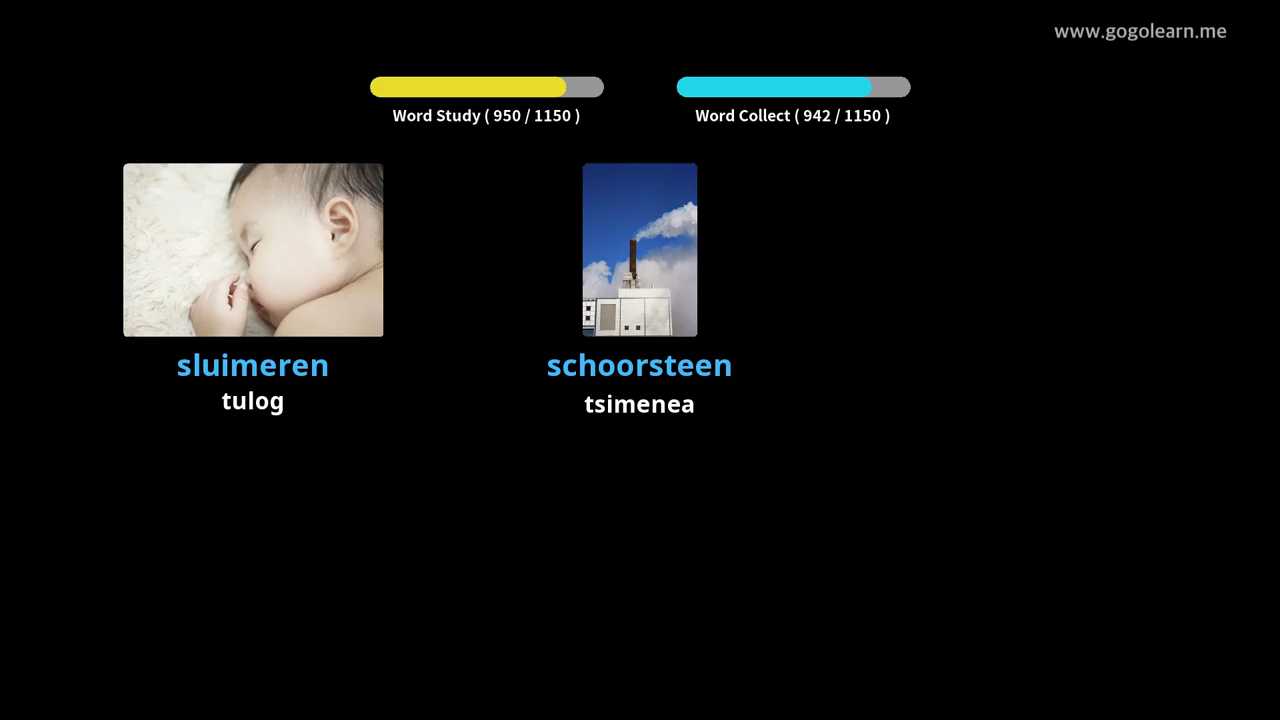 www.gogolearn.me
Word Study ( 950 / 1150 )
Word Collect ( 942 / 1150 )
sluimeren
tulog
schoorsteen
tsimenea